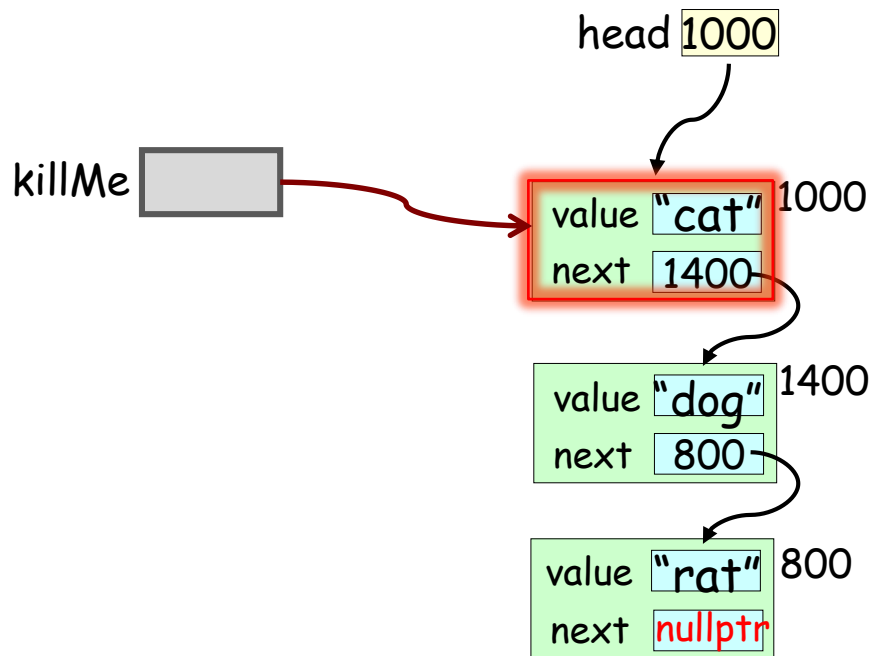 head 1000
killMe
1000
value "cat"
next 1400
1400
value "dog"
next 800
800
value "rat"
next nullptr